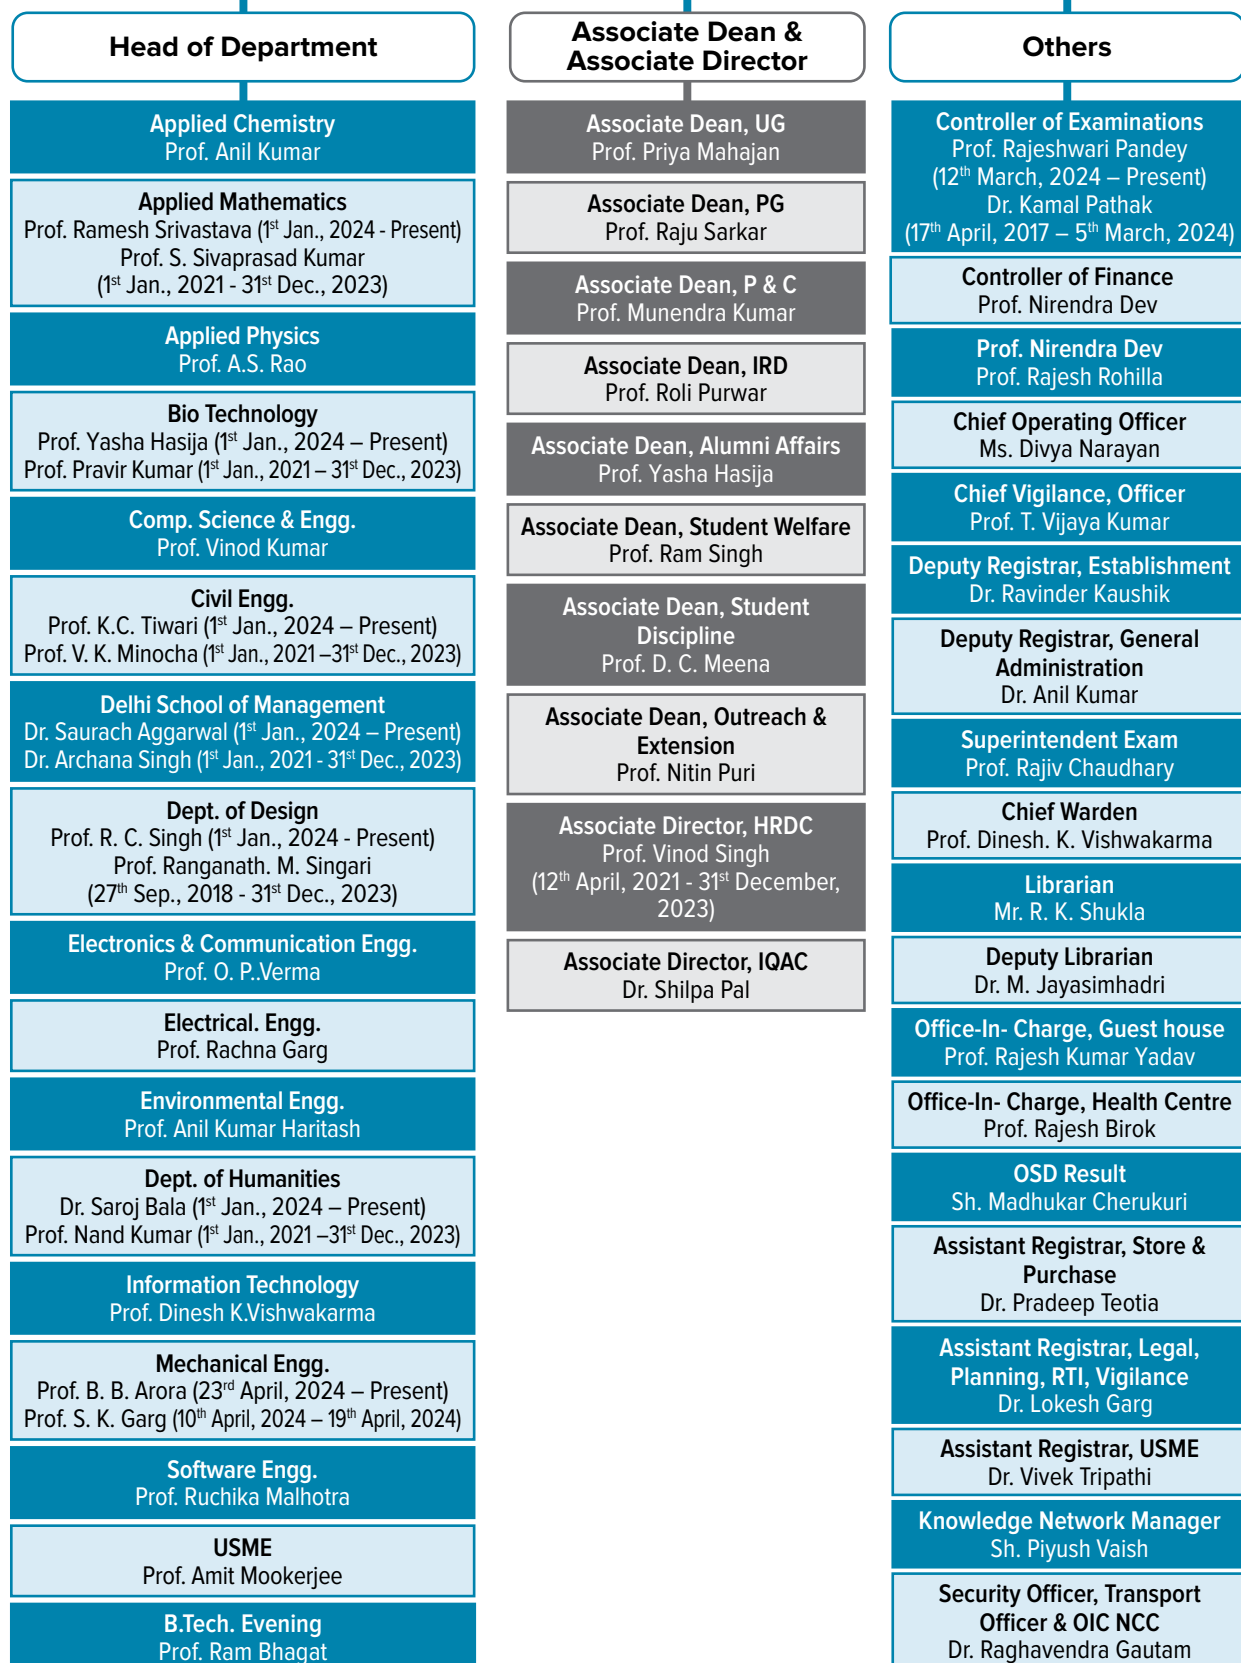 Head of Department
Applied Chemistry
Prof. Anil Kumar
Applied Mathematics
Prof. Ramesh Srivastava (1st Jan., 2024 - Present)
Prof. S. Sivaprasad Kumar
(1st Jan., 2021 - 31st Dec., 2023)
Applied Physics
Prof. A.S. Rao
Bio Technology
Prof. Yasha Hasija (1st Jan., 2024 – Present)
Prof. Pravir Kumar (1st Jan., 2021 – 31st Dec., 2023)
Comp. Science & Engg.
Prof. Vinod Kumar
Civil Engg.
Prof. K.C. Tiwari (1st Jan., 2024 – Present)
Prof. V. K. Minocha (1st Jan., 2021 –31st Dec., 2023)
Delhi School of Management
Dr. Saurach Aggarwal (1st Jan., 2024 – Present)
Dr. Archana Singh (1st Jan., 2021 - 31st Dec., 2023)
Dept. of Design
Prof. R. C. Singh (1st Jan., 2024 - Present)
Prof. Ranganath. M. Singari
(27th Sep., 2018 - 31st Dec., 2023)
Electronics & Communication Engg.
Prof. O. P..Verma
Electrical. Engg.
Prof. Rachna Garg
Environmental Engg.
Prof. Anil Kumar Haritash
Dept. of Humanities
Dr. Saroj Bala (1st Jan., 2024 – Present)
Prof. Nand Kumar (1st Jan., 2021 –31st Dec., 2023)
Information Technology
Prof. Dinesh K.Vishwakarma
Mechanical Engg.
Prof. B. B. Arora (23rd April, 2024 – Present)
Prof. S. K. Garg (10th April, 2024 – 19th April, 2024)
Software Engg.
Prof. Ruchika Malhotra
USME
Prof. Amit Mookerjee
B.Tech. Evening
Prof. Ram Bhagat
Associate Dean &
Associate Director
Associate Dean, UG
Prof. Priya Mahajan
Associate Dean, PG
Prof. Raju Sarkar
Associate Dean, P & C
Prof. Munendra Kumar
Associate Dean, IRD
Prof. Roli Purwar
Associate Dean, Alumni Affairs
Prof. Yasha Hasija
Associate Dean, Student Welfare
Prof. Ram Singh
Associate Dean, Student
Discipline
Prof. D. C. Meena
Associate Dean, Outreach &
Extension
Prof. Nitin Puri
Associate Director, HRDC
Prof. Vinod Singh
(12th April, 2021 - 31st December,
2023)
Associate Director, IQAC
Dr. Shilpa Pal
Others
Controller of Examinations
Prof. Rajeshwari Pandey
(12th March, 2024 – Present)
Dr. Kamal Pathak
(17th April, 2017 – 5th March, 2024)
Controller of Finance
Prof. Nirendra Dev
Prof. Nirendra Dev
Prof. Rajesh Rohilla
Chief Operating Officer
Ms. Divya Narayan
Chief Vigilance, Officer
Prof. T. Vijaya Kumar
Deputy Registrar, Establishment
Dr. Ravinder Kaushik
Deputy Registrar, General
Administration
Dr. Anil Kumar
Superintendent Exam
Prof. Rajiv Chaudhary
Chief Warden
Prof. Dinesh. K. Vishwakarma
Librarian
Mr. R. K. Shukla
Deputy Librarian
Dr. M. Jayasimhadri
Office-In- Charge, Guest house
Prof. Rajesh Kumar Yadav
Office-In- Charge, Health Centre
Prof. Rajesh Birok
OSD Result
Sh. Madhukar Cherukuri
Assistant Registrar, Store &
Purchase
Dr. Pradeep Teotia
Assistant Registrar, Legal,
Planning, RTI, Vigilance
Dr. Lokesh Garg
Assistant Registrar, USME
Dr. Vivek Tripathi
Knowledge Network Manager
Sh. Piyush Vaish
Security Officer, Transport
Officer & OIC NCC
Dr. Raghavendra Gautam